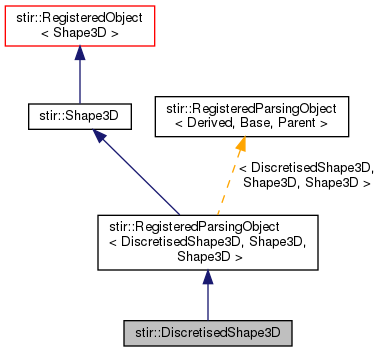 stir::RegisteredObject
< Shape3D >
stir::Shape3D
stir::RegisteredParsingObject
< Derived, Base, Parent >
< DiscretisedShape3D,
Shape3D, Shape3D >
stir::RegisteredParsingObject
< DiscretisedShape3D, Shape3D,
Shape3D >
stir::DiscretisedShape3D